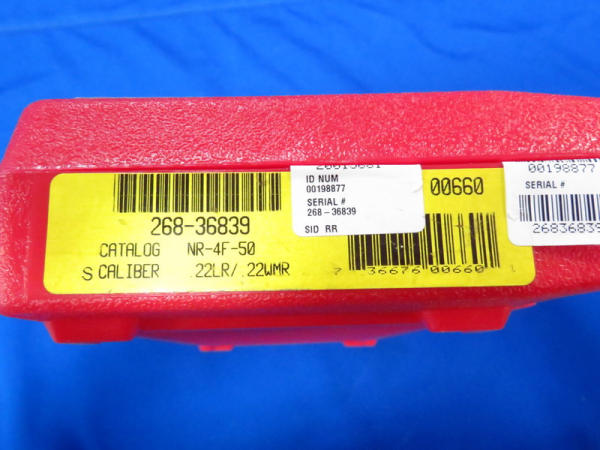 268-36839
CATALOG NR-4F-50
S CALIBER .22LR/.22WMR
ID NUM
00198877
SERIAL #
268-36839
SID RR
00660
7 36676 00660 1
00198877
SERIAL #
26836839